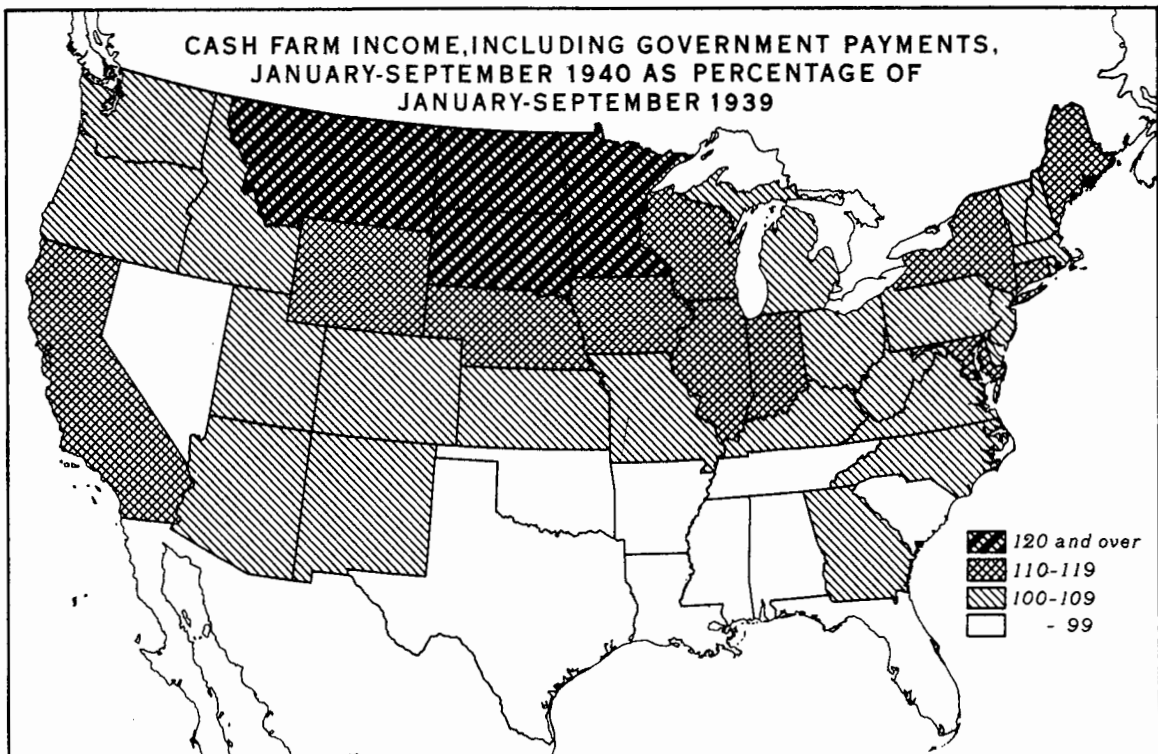 CASH FARM INCOME, INCLUDING GOVERNMENT PAYMENTS,
JANUARY-SEPTEMBER 1940 AS PERCENTAGE OF
JANUARY-SEPTEMBER 1939
120 and over
110-119
100-109
- 99